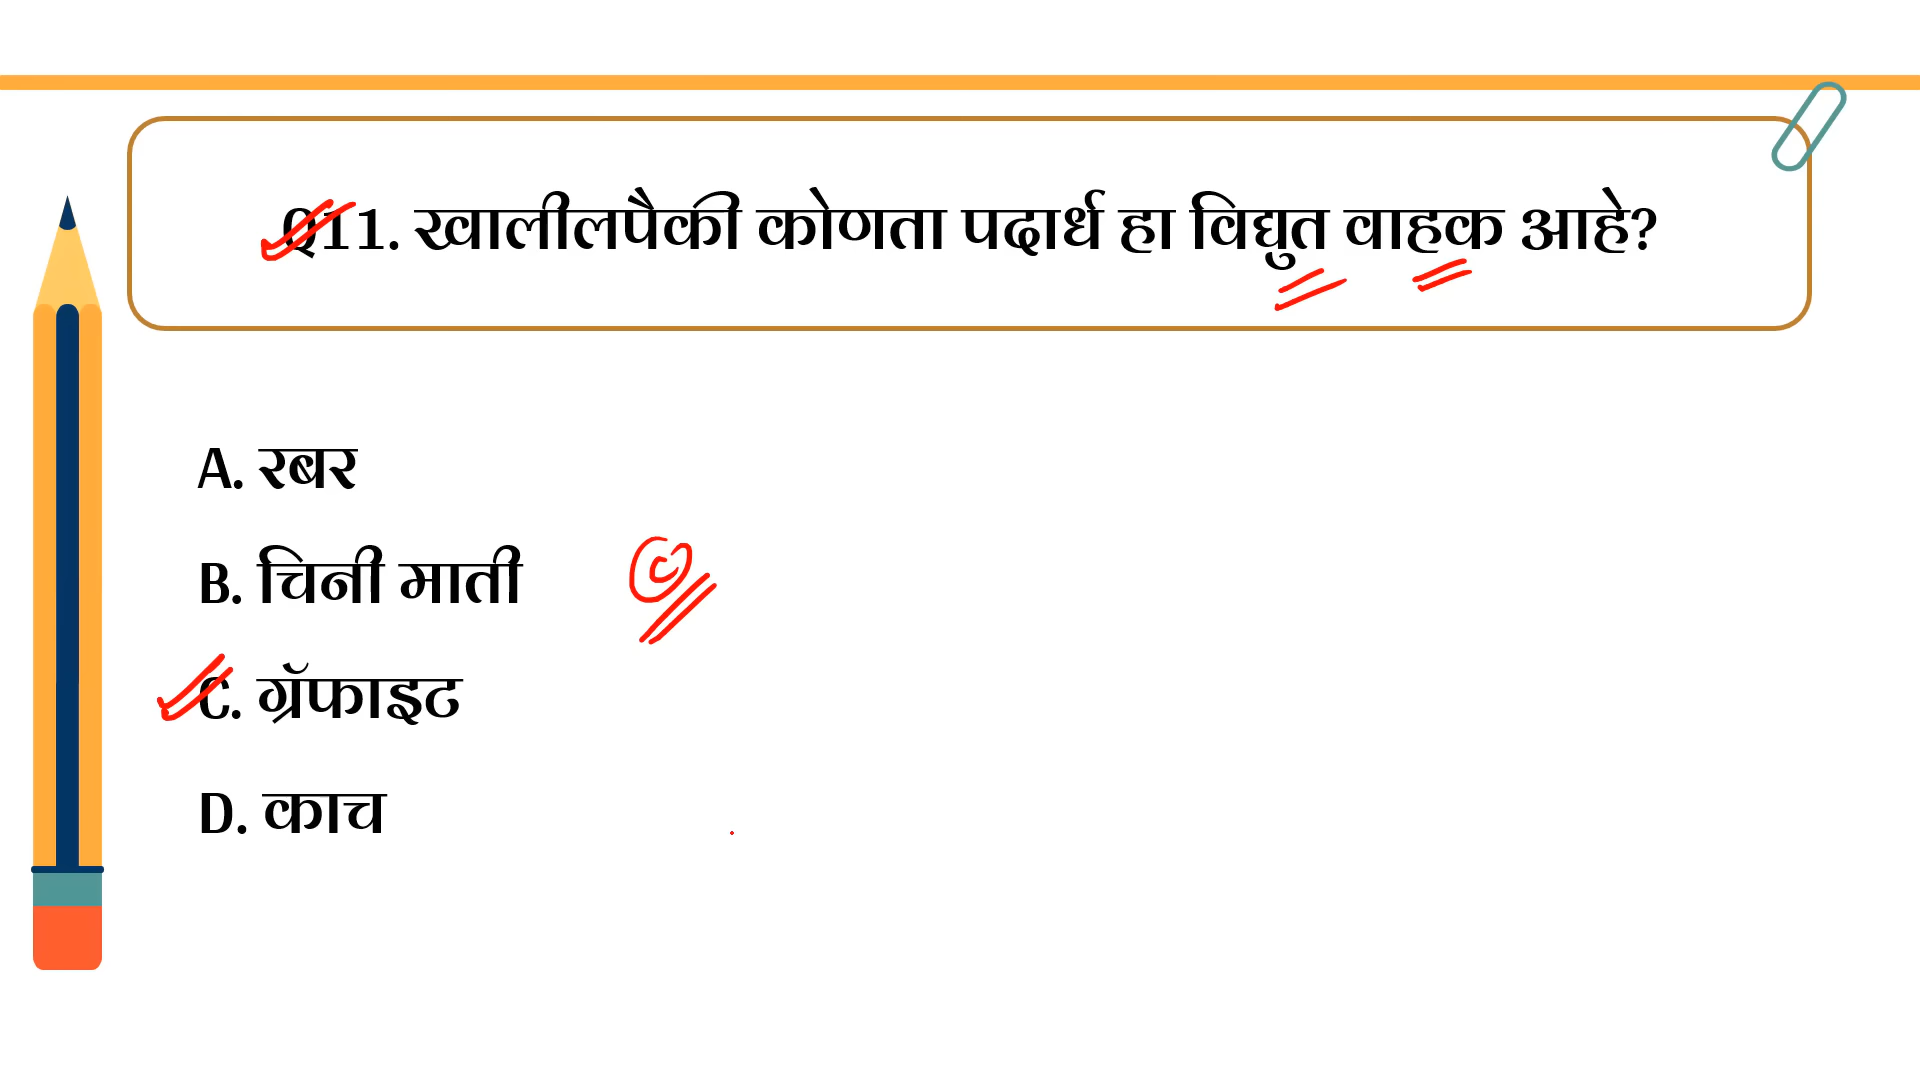 Q11. खालीलपैकी कोणता पदार्थ हा विद्युत वाहक आहे?
A. रबर
B. चिनी माती
C
C. ग्रॅफाइट
D. काच